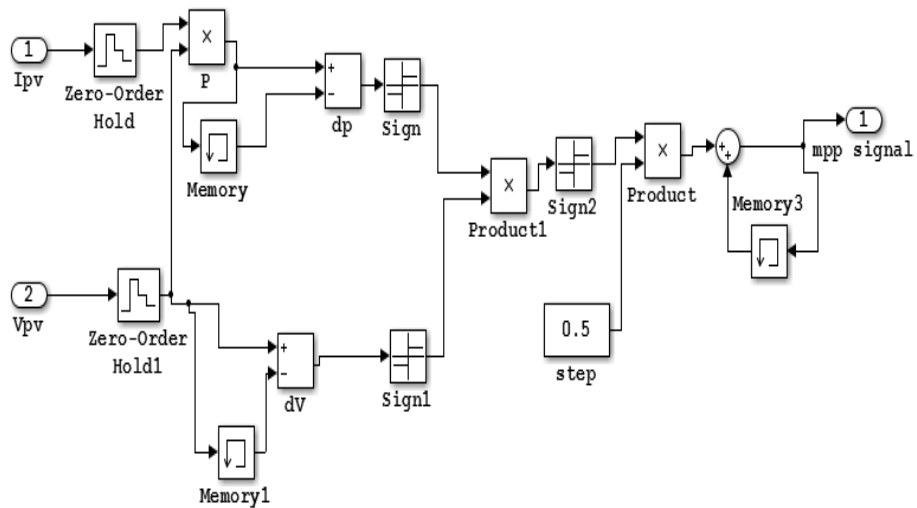 1
Ipv
Zero-Order
Hold
×
P
+
−
dp
Sign
Memory
×
Product1
Sign2
×
Product
+
+
1
mpp signal
Memory3
2
Vpv
Zero-Order
Hold1
+
−
dV
Sign1
0.5
step
Memory1